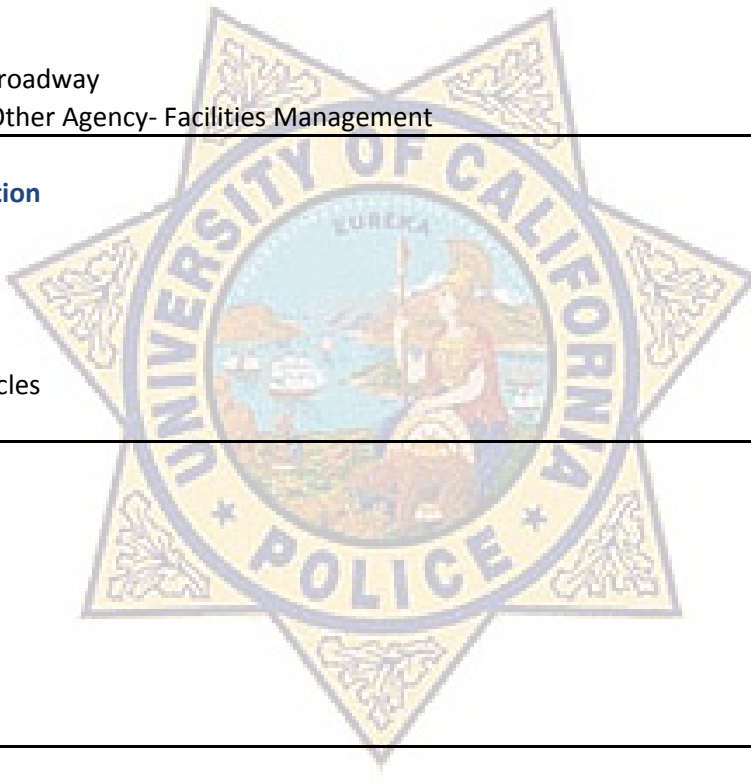 roadway
Other Agency- Facilities Management
tion
cles
UNIVERSITY OF CALIFORNIA
EUREKA
* POLICE *